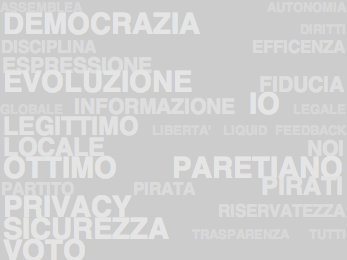 ASSEMBLEA AUTONOMIA
DEMOCRAZIA DIRITTI
DISCIPLINA EFFICENZA
ESPRESSIONE
EVOLUZIONE FIDUCIA
GLOBALE INFORMAZIONE IO LEGALE
LEGITTIMO LIBERTA' LIQUID FEEDBACK
LOCALE NOI
OTTIMO PARETIANO
PARTITO PIRATA PIRATI
PRIVACY RISERVATEZZA
SICUREZZA TRASPARENZA TUTTI
VOTO